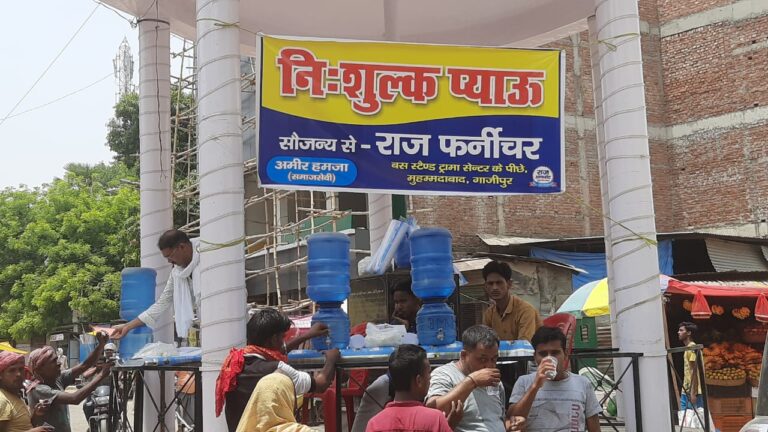 निःशुल्क प्याऊ
सौजन्य से - राज फर्नीचर
अमीर हमजा
(समाजसेवी)
बस स्टैण्ड ट्रामा सेन्टर के पीछे,
मुहम्मदाबाद, गाजीपुर
राज